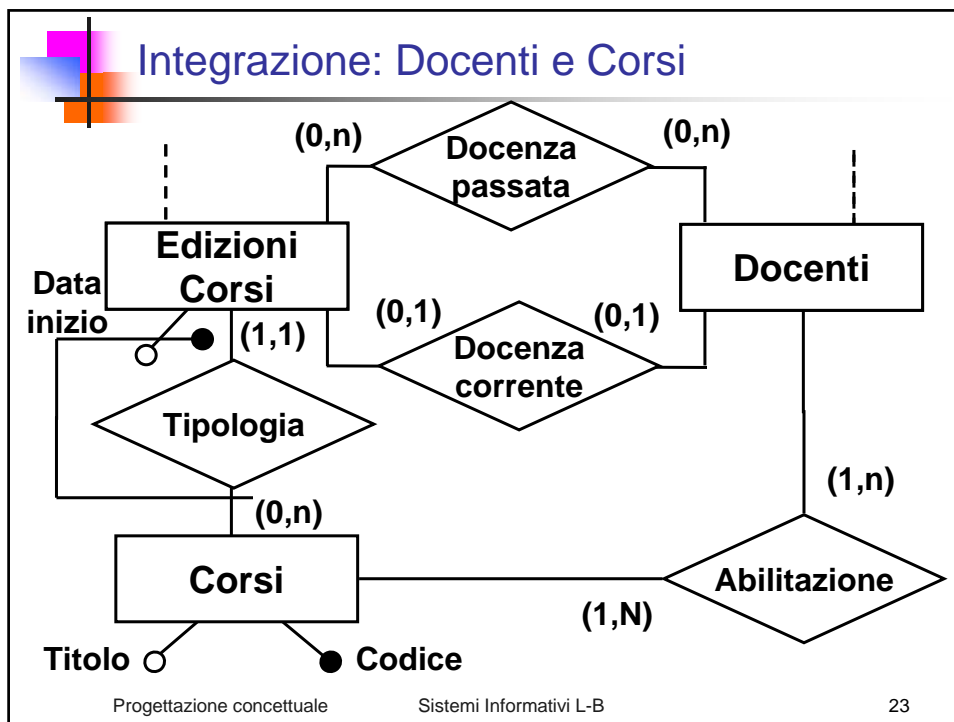 Integrazione: Docenti e Corsi
(0,n)
Docenza
passata
(0,n)
Edizioni
Corsi
Docenti
Data
inizio
(1,1)
(0,1)
Docenza
corrente
(0,1)
Tipologia
(0,n)
(1,n)
Corsi
Abilitazione
(1,N)
Titolo
Codice
Progettazione concettuale
Sistemi Informativi L-B
23